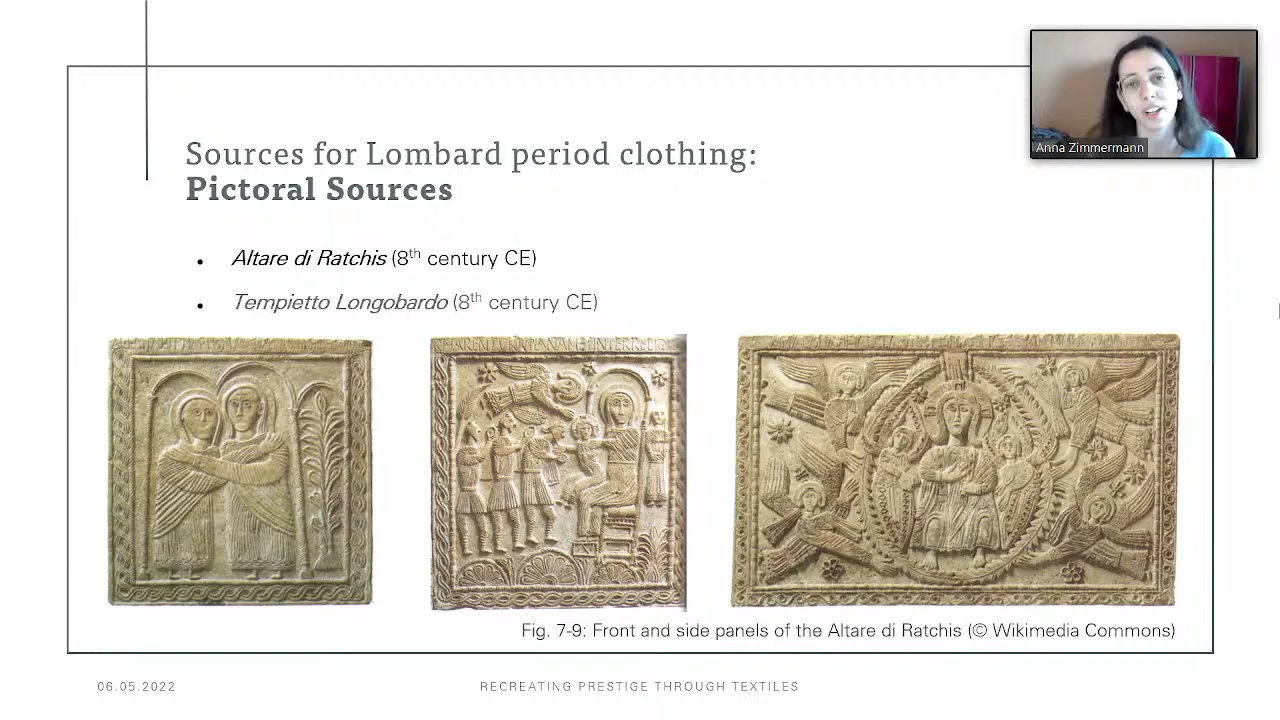 Anna Zimmermann
Sources for Lombard period clothing:
Pictoral Sources
• Altare di Ratchis (8th century CE)
• Tempietto Longobardo (8th century CE)
Fig. 7-9: Front and side panels of the Altare di Ratchis (© Wikimedia Commons)
06.05.2022
RECREATING PRESTIGE THROUGH TEXTILES